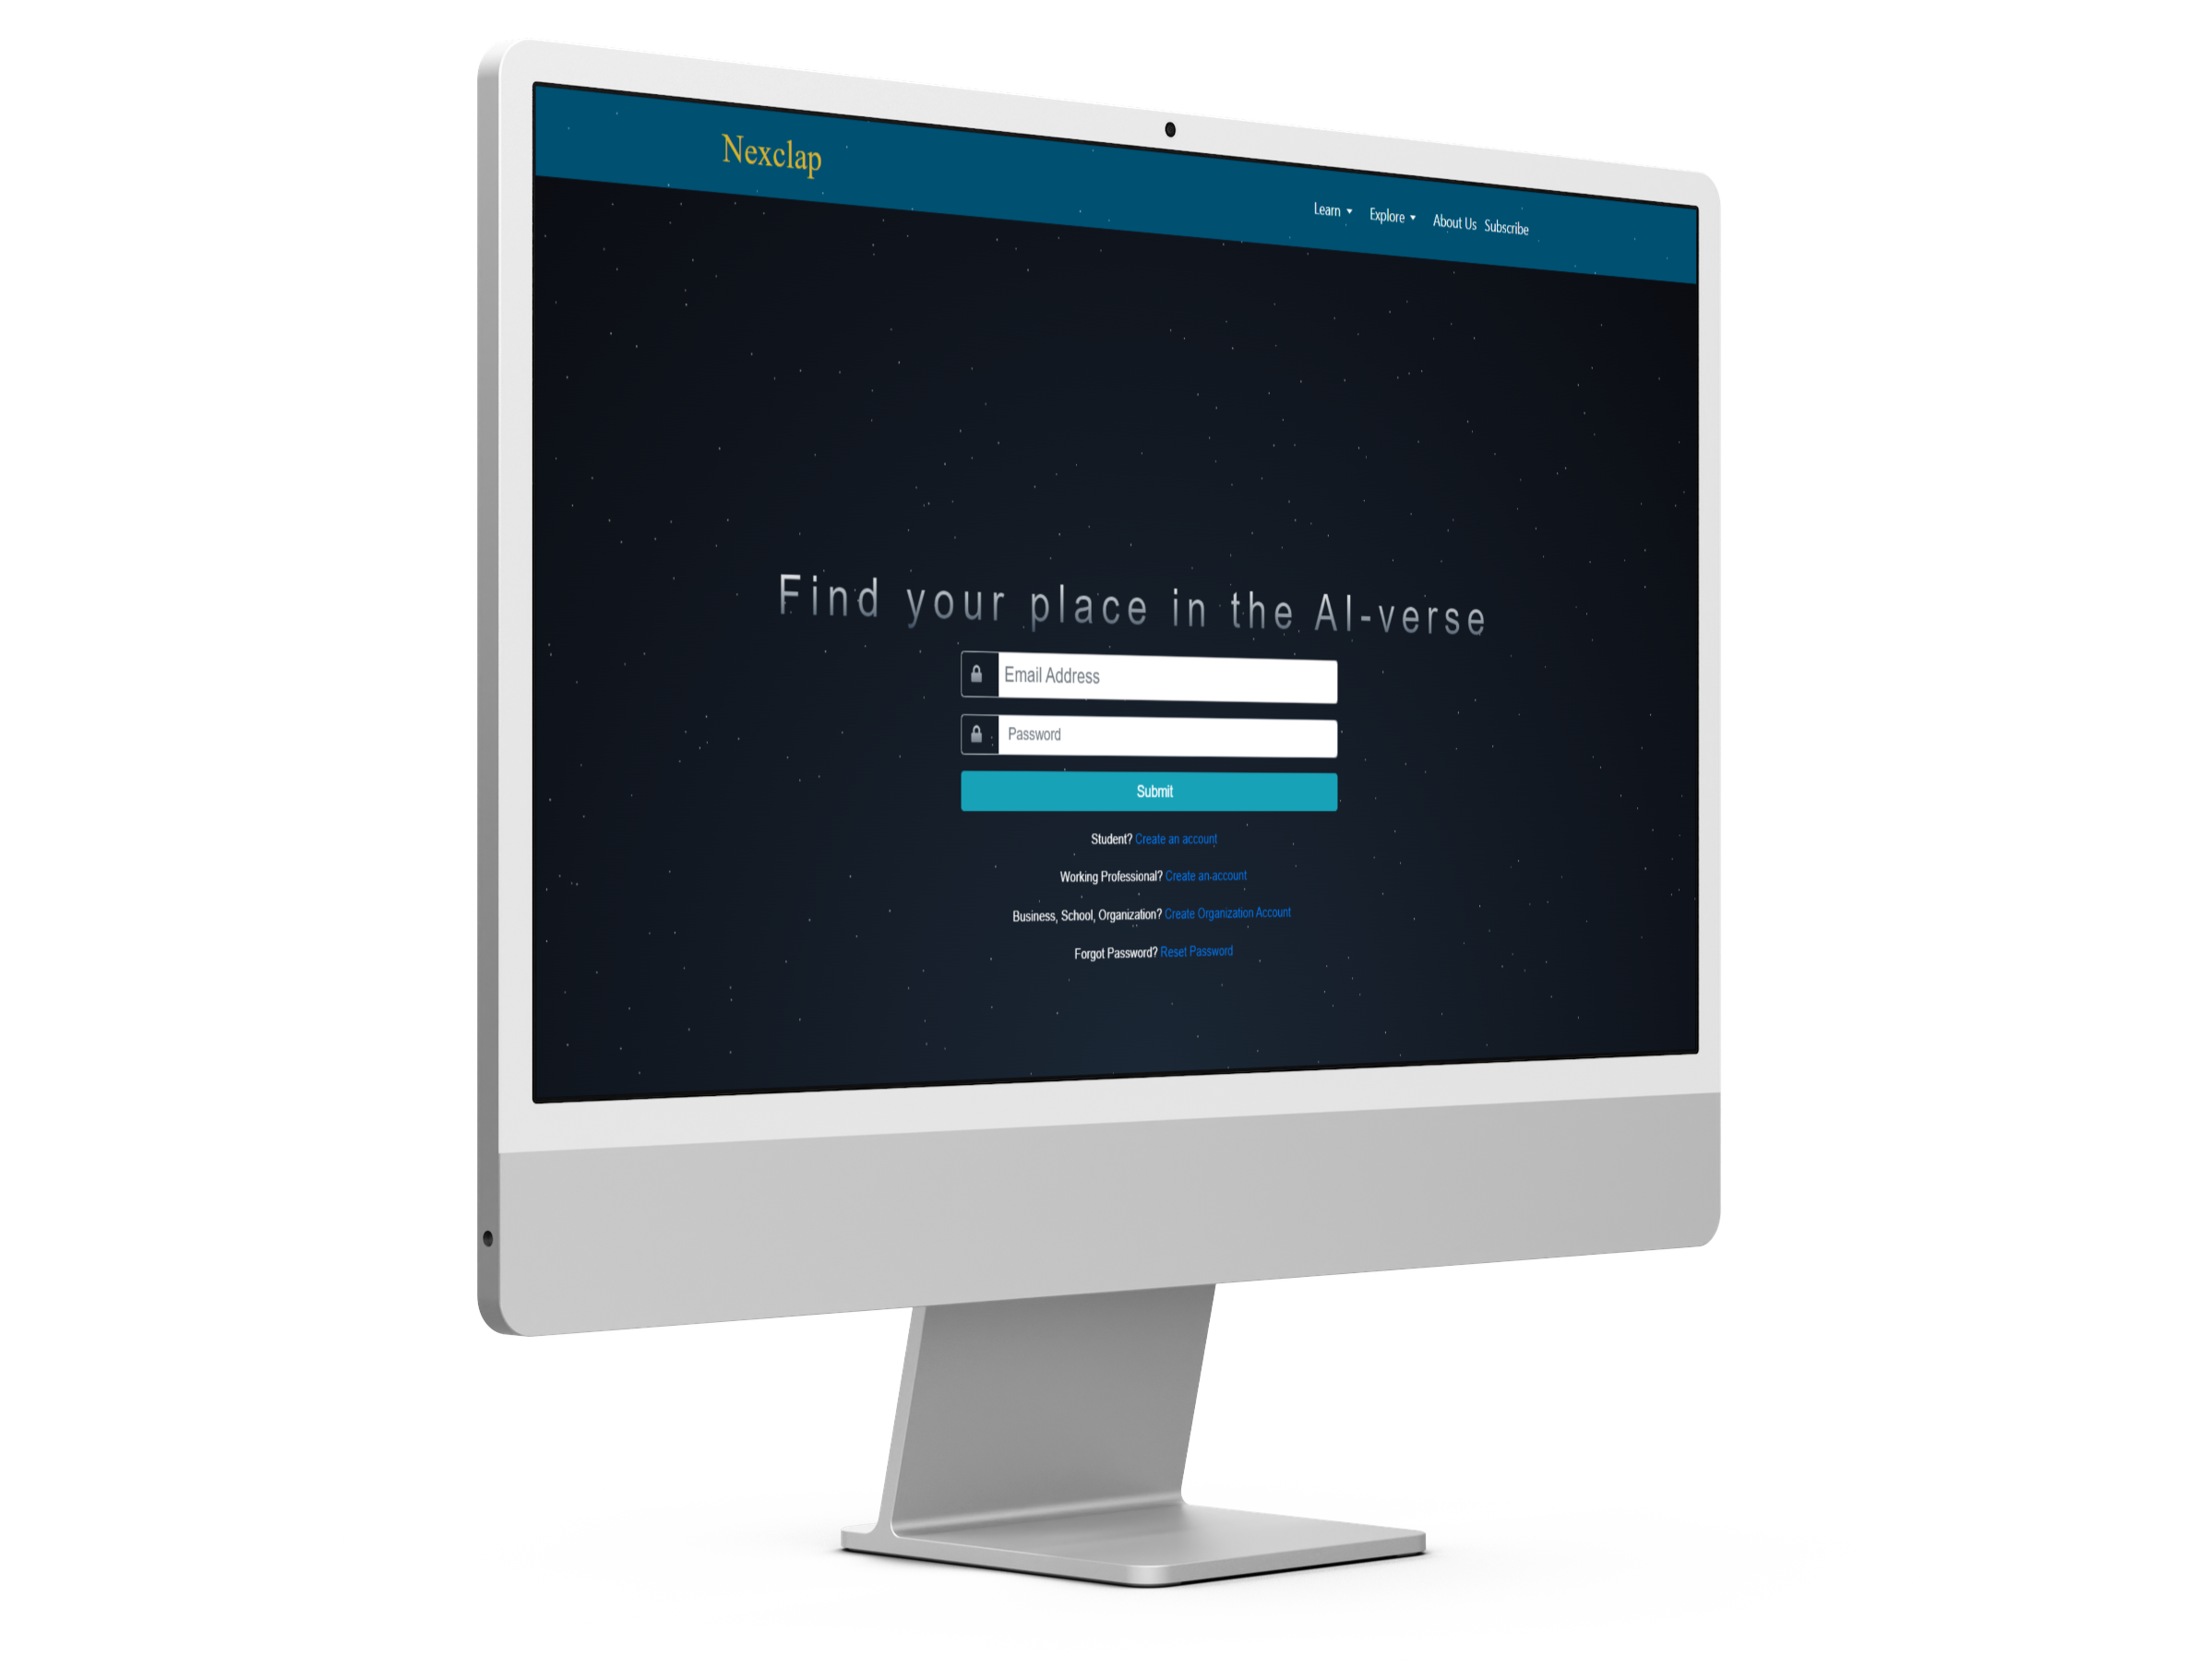 Nexclap
Learn Explore About Us Subscribe
Find your place in the AI-verse
Email Address
Password
Submit
Student? Create an account
Working Professional? Create an account
Business, School, Organization? Create Organization Account
Forgot Password? Reset Password